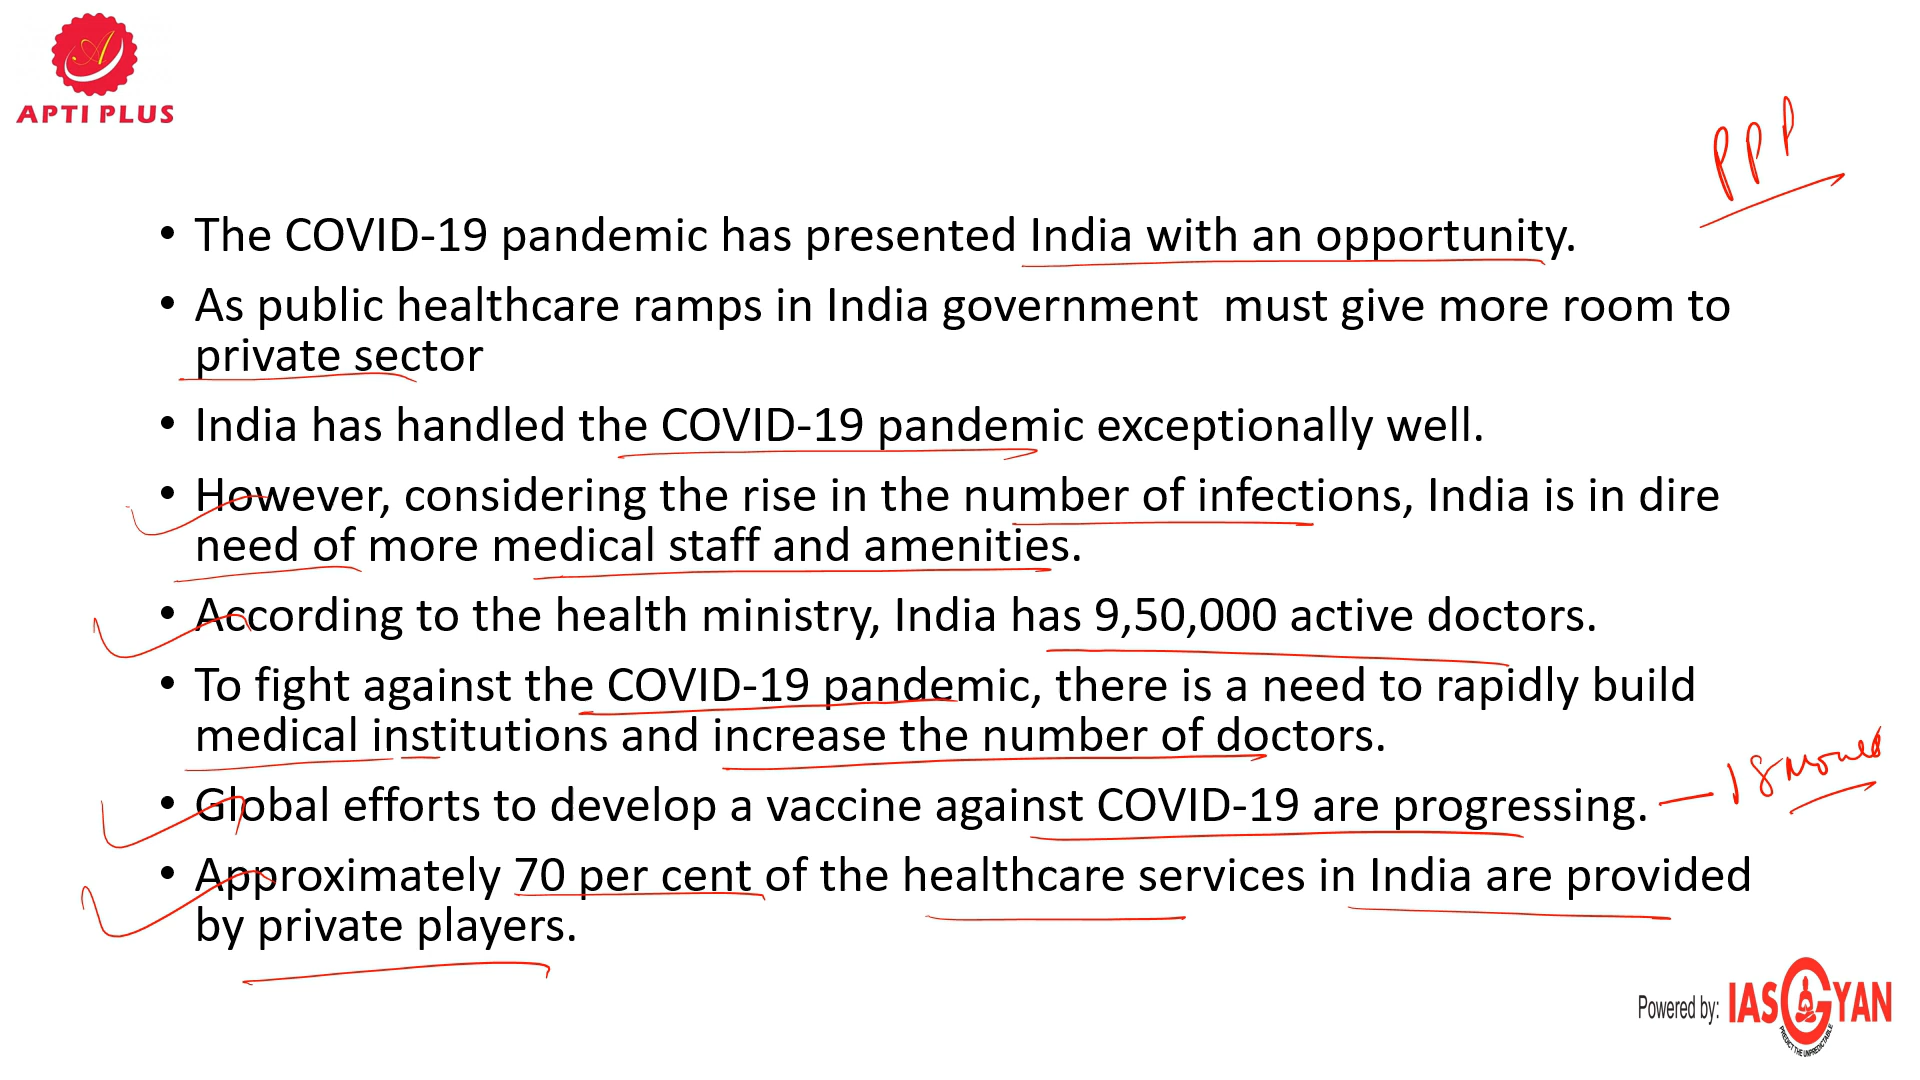 APTI PLUS
PPP
• The COVID-19 pandemic has presented India with an opportunity.
• As public healthcare ramps in India government  must give more room to
private sector
• India has handled the COVID-19 pandemic exceptionally well.
• However, considering the rise in the number of infections, India is in dire
need of more medical staff and amenities.
• According to the health ministry, India has 9,50,000 active doctors.
• To fight against the COVID-19 pandemic, there is a need to rapidly build
medical institutions and increase the number of doctors.
• Global efforts to develop a vaccine against COVID-19 are progressing. — 18
• Approximately 70 per cent of the healthcare services in India are provided
by private players.
Powered by: IASGYAN
PREDICT THE UNPREDICTABLE